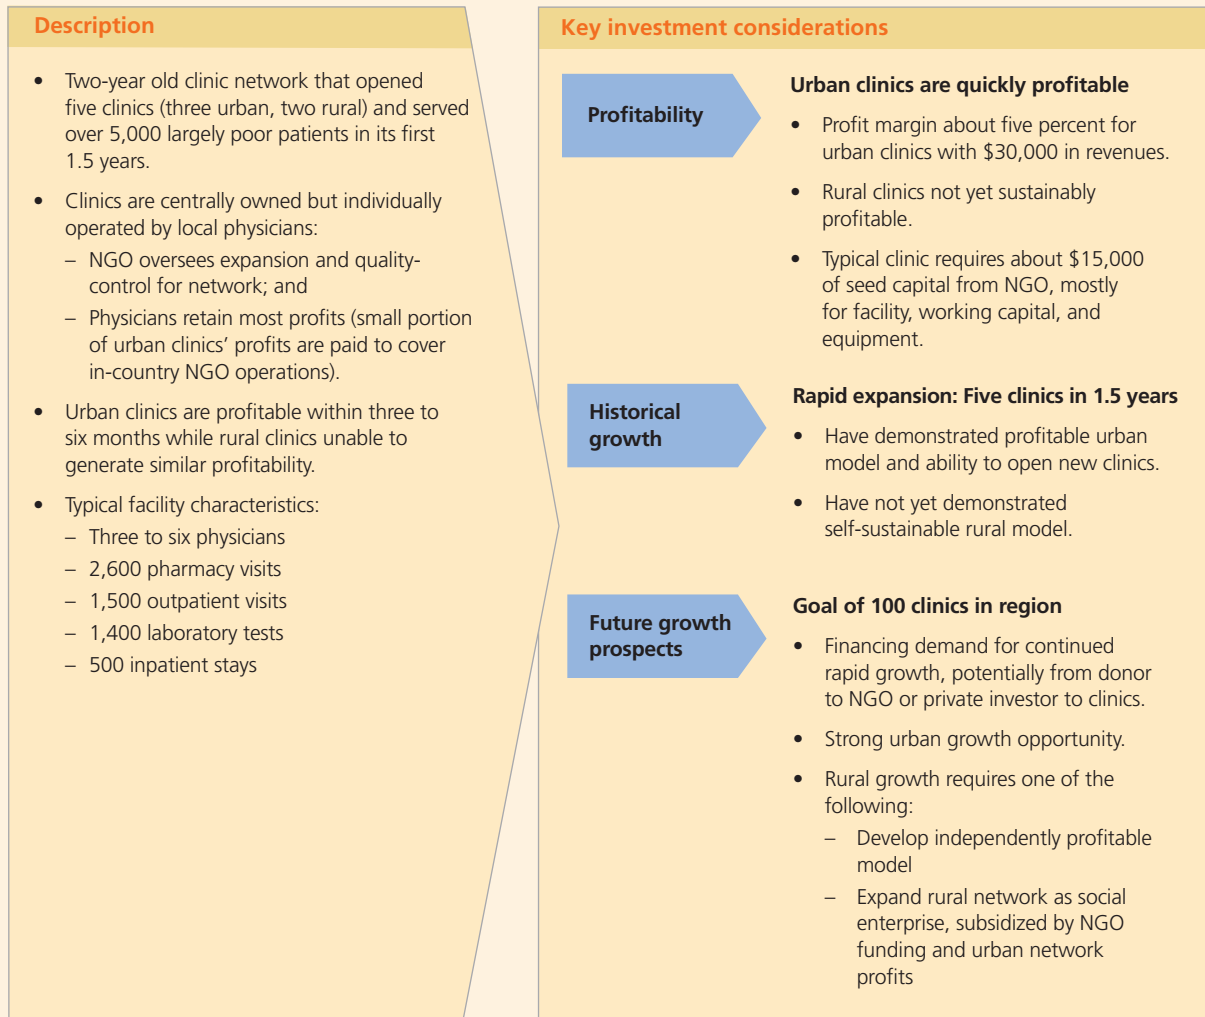 Description
• Two-year old clinic network that opened
five clinics (three urban, two rural) and served
over 5,000 largely poor patients in its first
1.5 years.
• Clinics are centrally owned but individually
operated by local physicians:
– NGO oversees expansion and quality-
control for network; and
– Physicians retain most profits (small portion
of urban clinics’ profits are paid to cover
in-country NGO operations).
• Urban clinics are profitable within three to
six months while rural clinics unable to
generate similar profitability.
• Typical facility characteristics:
– Three to six physicians
– 2,600 pharmacy visits
– 1,500 outpatient visits
– 1,400 laboratory tests
– 500 inpatient stays
Key investment considerations
Profitability
Urban clinics are quickly profitable
• Profit margin about five percent for
urban clinics with $30,000 in revenues.
• Rural clinics not yet sustainably
profitable.
• Typical clinic requires about $15,000
of seed capital from NGO, mostly
for facility, working capital, and
equipment.
Historical
growth
Rapid expansion: Five clinics in 1.5 years
• Have demonstrated profitable urban
model and ability to open new clinics.
• Have not yet demonstrated
self-sustainable rural model.
Future growth
prospects
Goal of 100 clinics in region
• Financing demand for continued
rapid growth, potentially from donor
to NGO or private investor to clinics.
• Strong urban growth opportunity.
• Rural growth requires one of the
following:
– Develop independently profitable
model
– Expand rural network as social
enterprise, subsidized by NGO
funding and urban network
profits